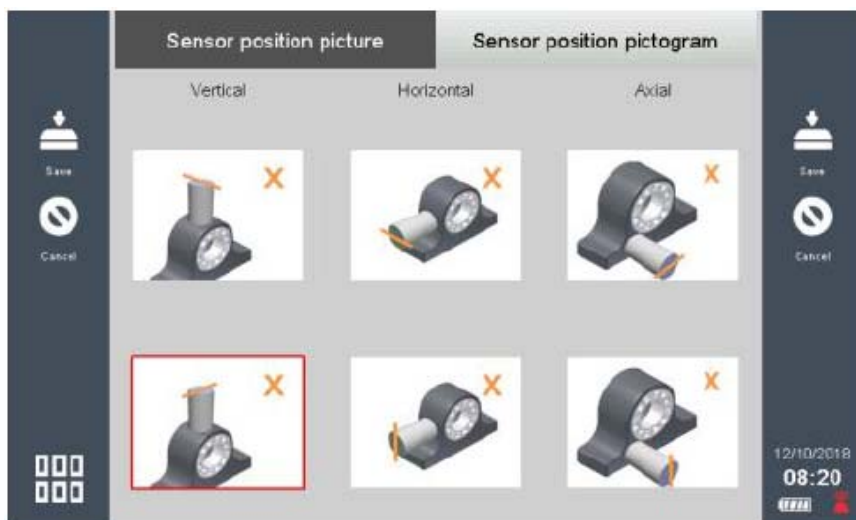 Sensor position picture
Sensor position pictogram
Vertical
Horizontal
Axial
Save
Cancel
Save
Cancel
X
X
X
X
X
X
12/10/2018
08:20